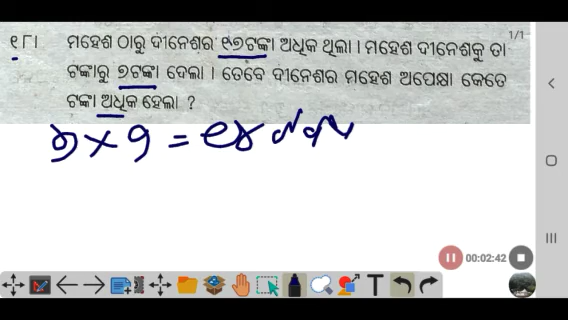 ୧୮। ମହେଶ ଠାରୁ ଦୀନେଶର ୧୭ଟଙ୍କା ଅଧିକ ଥିଲା । ମହେଶ ଦୀନେଶକୁ ତା 1/1
ଟଙ୍କାରୁ ୭ଟଙ୍କା ଦେଲା । ତେବେ ଦୀନେଶର ମହେଶ ଅପେକ୍ଷା କେତେ
ଟଙ୍କା ଅଧିକ ହେଲା ?
୨ × ୭ = ୧୪
00:02:42
T